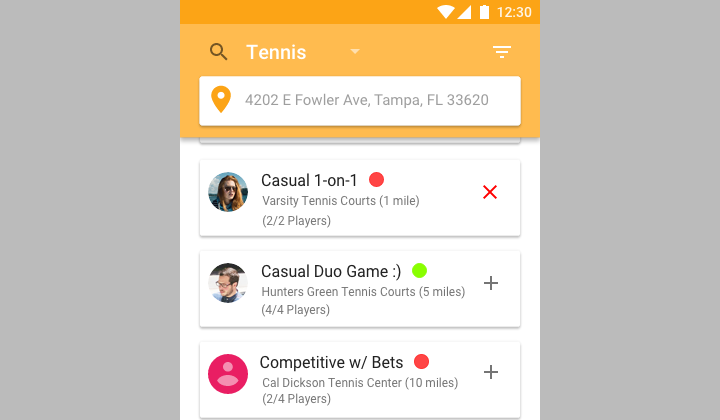 12:30
Tennis
4202 E Fowler Ave, Tampa, FL 33620
Casual 1-on-1
Varsity Tennis Courts (1 mile)
(2/2 Players)
Casual Duo Game :)
Hunters Green Tennis Courts (5 miles)
(4/4 Players)
Competitive w/ Bets
Cal Dickson Tennis Center (10 miles)
(2/4 Players)